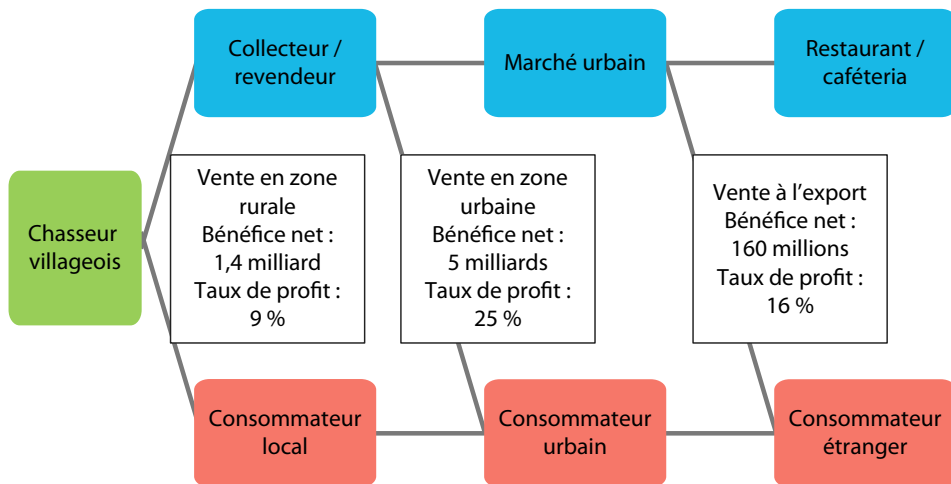 Collecteur /
revendeur
Marché urbain
Restaurant /
caféteria
Chasseur
villageois
Vente en zone
rurale
Bénéfice net :
1,4 milliard
Taux de profit :
9 %
Vente en zone
urbaine
Bénéfice net :
5 milliards
Taux de profit :
25 %
Vente à l’export
Bénéfice net :
160 millions
Taux de profit :
16 %
Consommateur
local
Consommateur
urbain
Consommateur
étranger